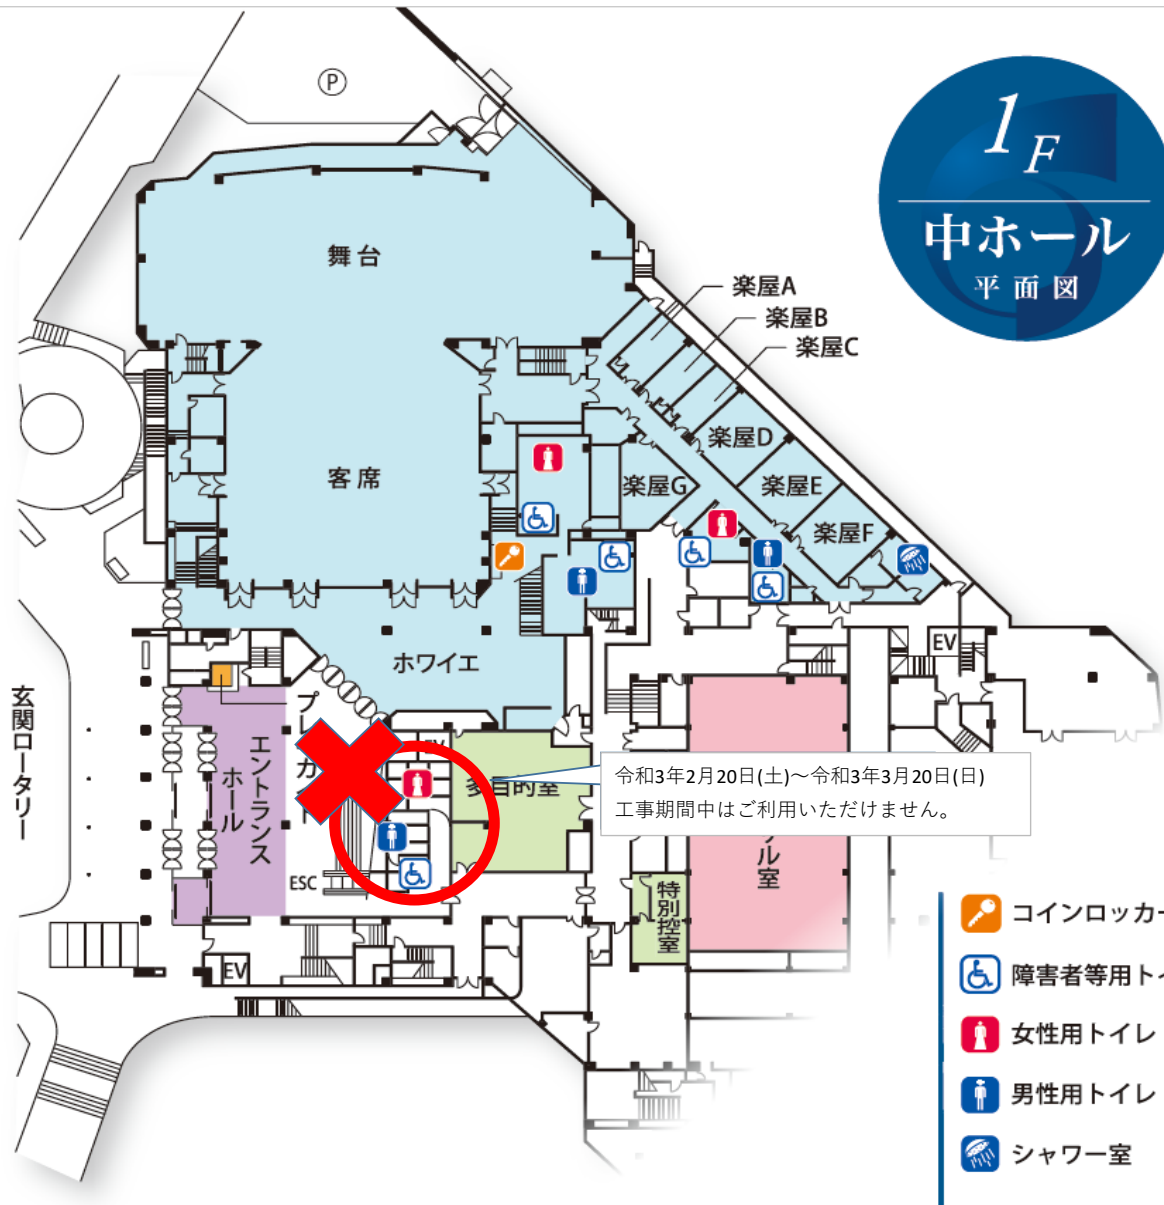 P
1F
中ホール
平面図
舞台
楽屋A
楽屋B
楽屋C
楽屋D
楽屋E
楽屋F
楽屋G
客席
ホワイエ
EV
玄関ロータリー
エントランス
ホール
多目的室
令和3年2月20日(土)～令和3年3月20日(日)
工事期間中はご利用いただけません。
ル室
ESC
特別控室
EV
コインロッカー
障害者等用ト
女性用トイレ
男性用トイレ
シャワー室